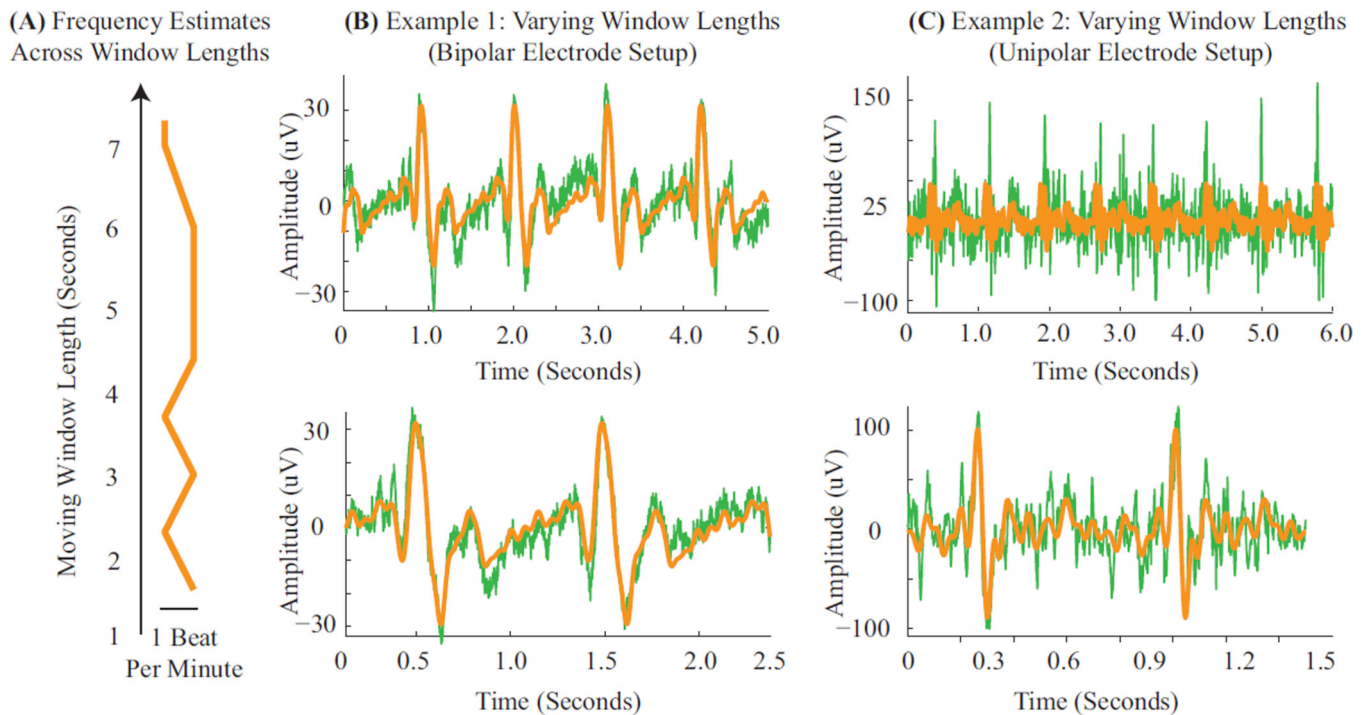 (A) Frequency Estimates
Across Window Lengths
7
6
5
4
3
2
1
Moving Window Length (Seconds)
1 Beat
Per Minute
(B) Example 1: Varying Window Lengths
(Bipolar Electrode Setup)
Amplitude (uV)
30
0
−30
0 1.0 2.0 3.0 4.0 5.0
Time (Seconds)
Amplitude (uV)
30
0
−30
0 0.5 1.0 1.5 2.0 2.5
Time (Seconds)
(C) Example 2: Varying Window Lengths
(Unipolar Electrode Setup)
Amplitude (uV)
150
25
−100
0 1.0 2.0 3.0 4.0 5.0 6.0
Time (Seconds)
Amplitude (uV)
100
0
−100
0 0.3 0.6 0.9 1.2 1.5
Time (Seconds)